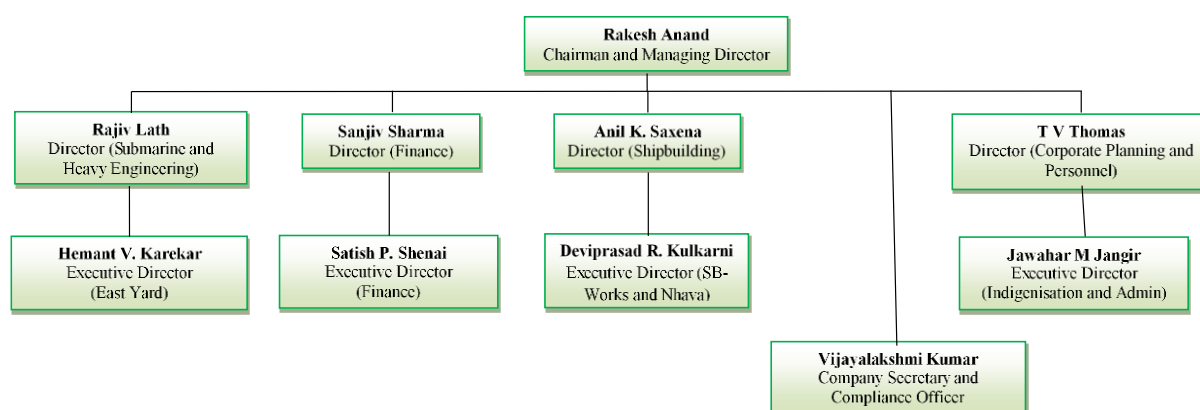 Rakesh Anand
Chairman and Managing Director
Rajiv Lath
Director (Submarine and
Heavy Engineering)
Sanjiv Sharma
Director (Finance)
Anil K. Saxena
Director (Shipbuilding)
T V Thomas
Director (Corporate Planning and
Personnel)
Hemant V. Karekar
Executive Director
(East Yard)
Satish P. Shenai
Executive Director
(Finance)
Deviprasad R. Kulkarni
Executive Director (SB-
Works and Nhava)
Jawahar M Jangir
Executive Director
(Indigenisation and Admin)
Vijayalakshmi Kumar
Company Secretary and
Compliance Officer